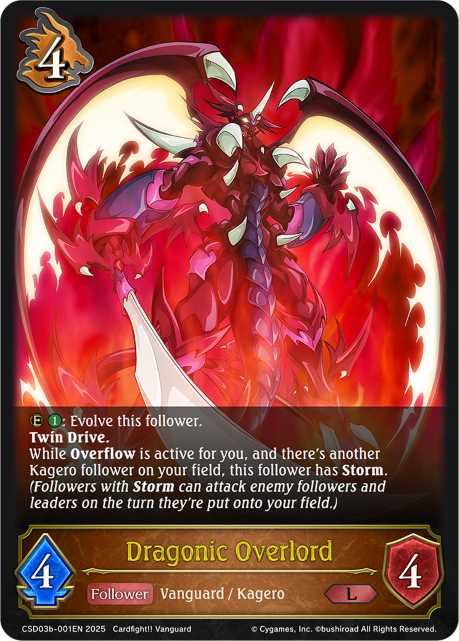 4
E 1: Evolve this follower.
Twin Drive.
While Overflow is active for you, and there's another
Kagero follower on your field, this follower has Storm.
(Followers with Storm can attack enemy followers and
leaders on the turn they're put onto your field.)
Dragonic Overlord
4 Follower Vanguard / Kagero L 4
CSD03b-001EN 2025 Cardfight!! Vanguard © Cygames, Inc. ©bushiroad All Rights Reserved.